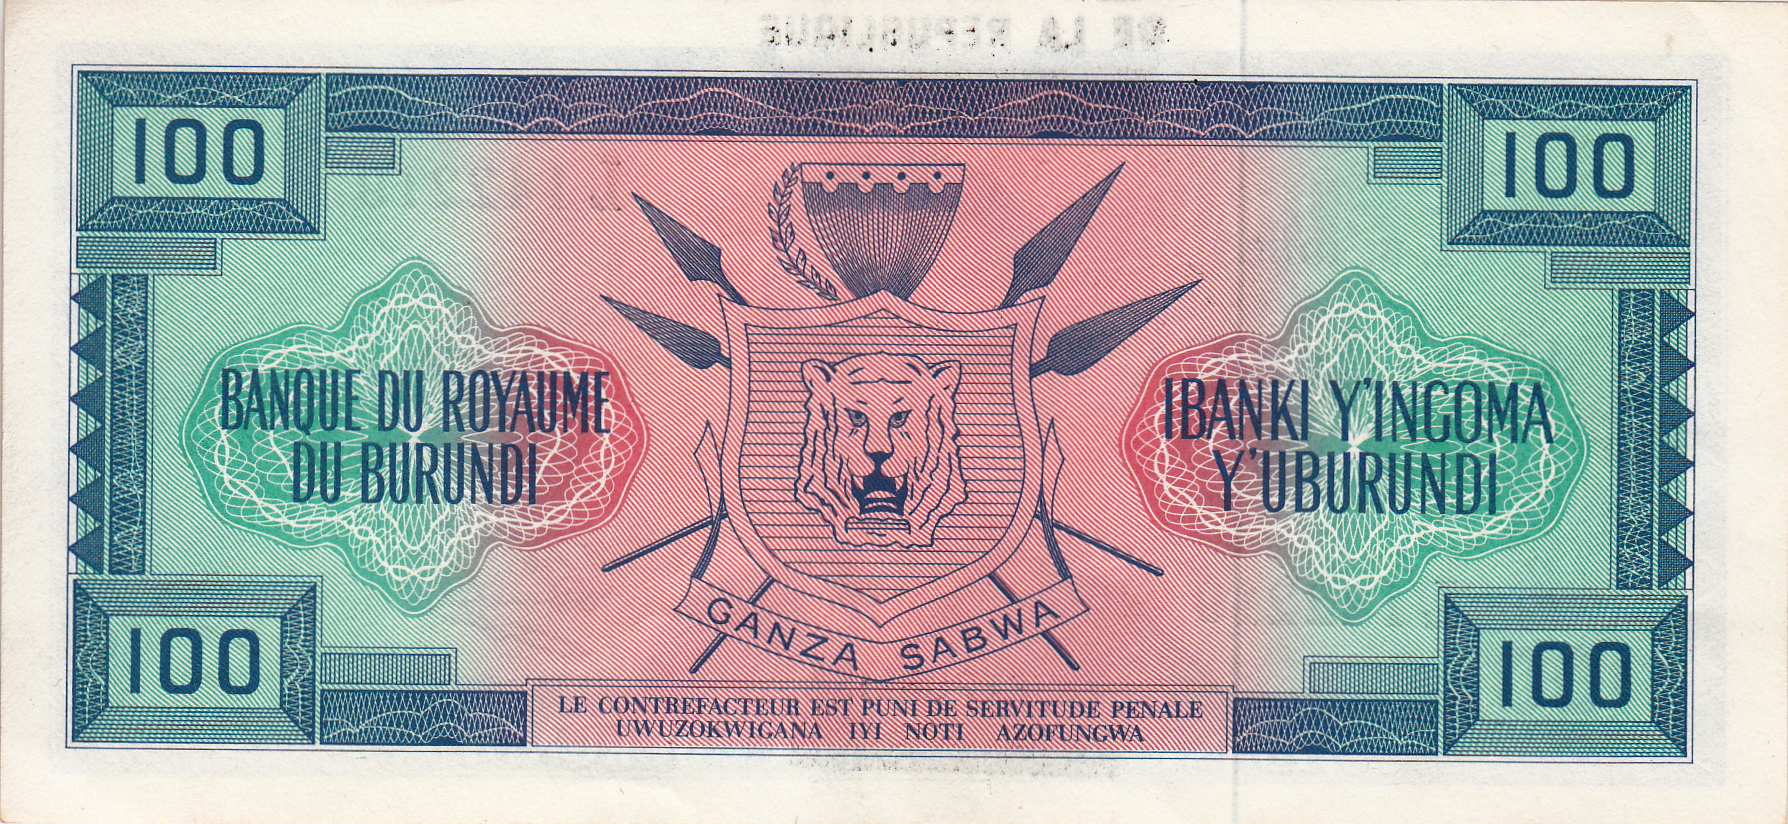 DE LA REPUBLIQUE
100
100
BANQUE DU ROYAUME
DU BURUNDI
IBANKI Y'INGOMA
Y'UBURUNDI
GANZA SABWA
100
100
LE CONTREFACTEUR EST PUNI DE SERVITUDE PENALE
UWUZOKWIGANA IYI NOTI AZOFUNGWA